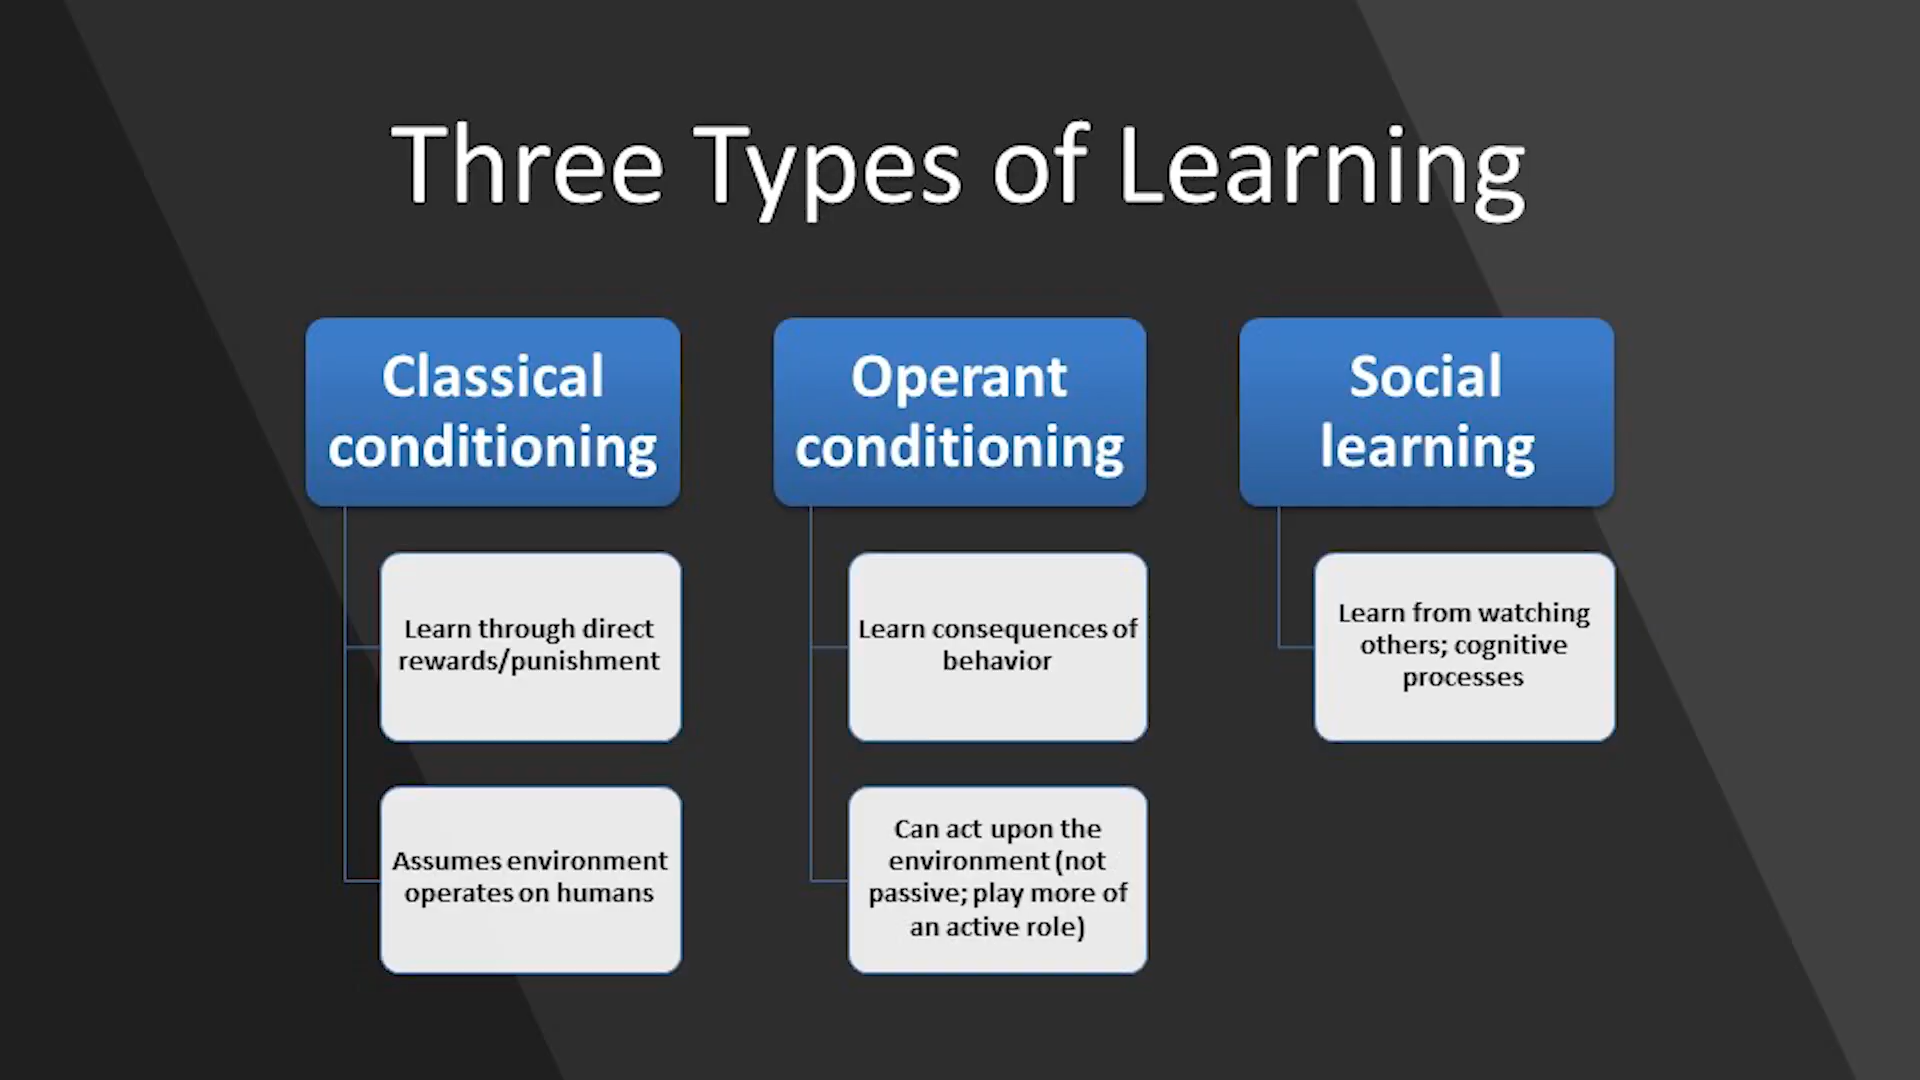 Three Types of Learning
Classical
conditioning
Learn through direct
rewards/punishment
Assumes environment
operates on humans
Operant
conditioning
Learn consequences of
behavior
Can act upon the
environment (not
passive; play more of
an active role)
Social
learning
Learn from watching
others; cognitive
processes